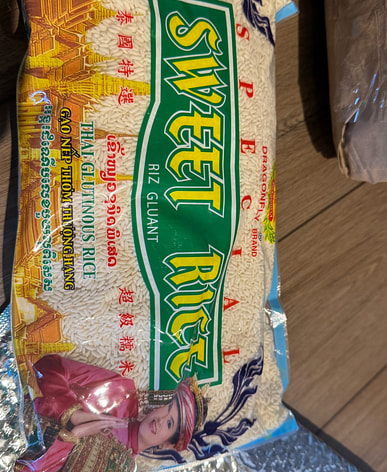 SPECIAL
DRAGONFLY BRAND
SWEET RICE
RIZ GLUANT
泰國特選
超級糯米
THAI GLUTINOUS RICE
GẠO NẾP THƠM THƯỢNG HẠNG